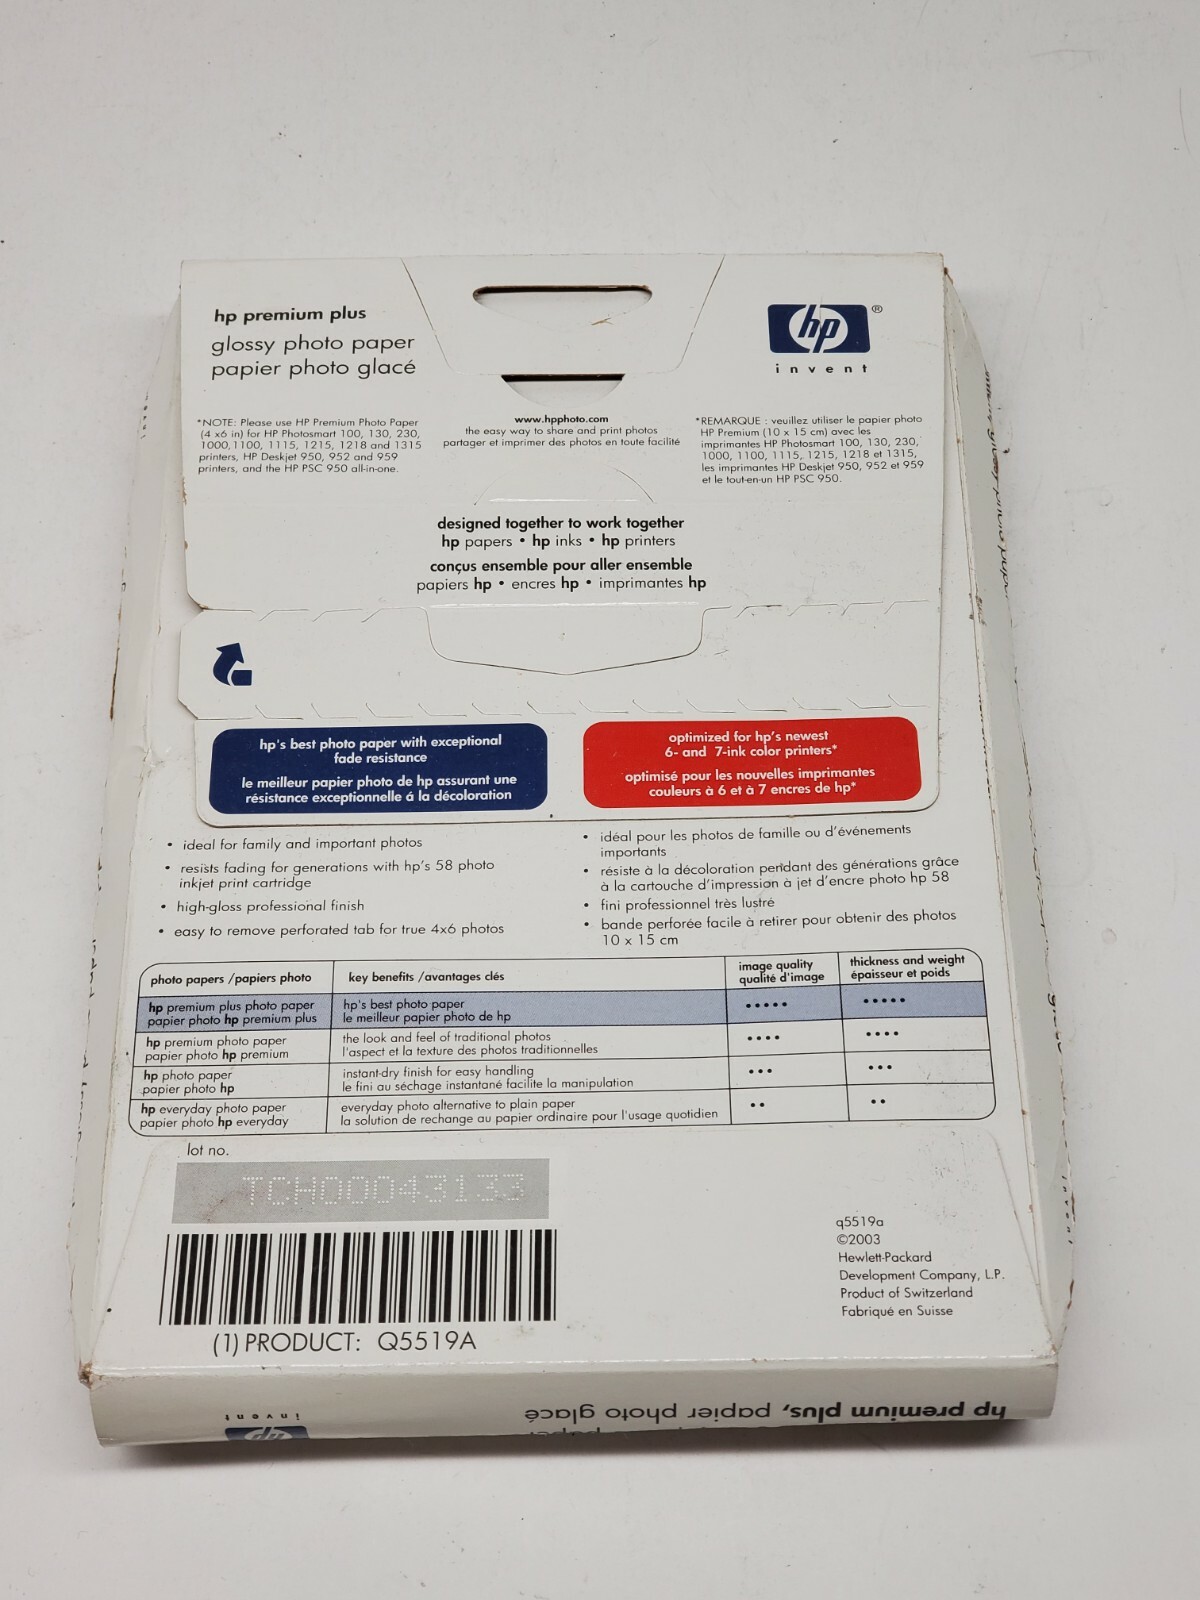 hp premium plus
glossy photo paper
papier photo glacé
hp®
invent
*NOTE: Please use HP Premium Photo Paper
(4 x6 in) for HP Photosmart 100, 130, 230,
1000,1100, 1115, 1215, 1218 and 1315
printers, HP Deskjet 950, 952 and 959
printers, and the HP PSC 950 all-in-one.
www.hpphoto.com
the easy way to share and print photos
partager et imprimer des photos en toute facilité
*REMARQUE : veuillez utiliser le papier photo
HP Premium (10 x 15 cm) avec les
imprimantes HP Photosmart 100, 130, 230,
1000, 1100, 1115, 1215, 1218 et 1315,
les imprimantes HP Deskjet 950, 952 et 959
et le tout-en-un HP PSC 950.
designed together to work together
hp papers • hp inks • hp printers
conçus ensemble pour aller ensemble
papiers hp • encres hp • imprimantes hp
hp's best photo paper with exceptional
fade resistance
le meilleur papier photo de hp assurant une
résistance exceptionnelle á la décoloration
optimized for hp's newest
6- and 7-ink color printers*
optimisé pour les nouvelles imprimantes
couleurs à 6 et à 7 encres de hp*
• ideal for family and important photos
• resists fading for generations with hp's 58 photo
inkjet print cartridge
• high-gloss professional finish
• easy to remove perforated tab for true 4x6 photos
• idéal pour les photos de famille ou d'événements
importants
• résiste à la décoloration pendant des générations grâce
à la cartouche d'impression à jet d'encre photo hp 58
• fini professionnel très lustré
• bande perforée facile à retirer pour obtenir des photos
10 x 15 cm
photo papers /papiers photo
key benefits /avantages clés
image quality
qualité d'image
thickness and weight
épaisseur et poids
hp premium plus photo paper
papier photo hp premium plus
hp's best photo paper
le meilleur papier photo de hp
•••••
•••••
hp premium photo paper
papier photo hp premium
the look and feel of traditional photos
l'aspect et la texture des photos traditionnelles
••••
••••
hp photo paper
papier photo hp
instant-dry finish for easy handling
le fini au séchage instantané facilite la manipulation
•••
•••
hp everyday photo paper
papier photo hp everyday
everyday photo alternative to plain paper
la solution de rechange au papier ordinaire pour l'usage quotidien
••
••
lot no.
TCH00043133
(1) PRODUCT: Q5519A
q5519a
©2003
Hewlett-Packard
Development Company, L.P.
Product of Switzerland
Fabriqué en Suisse
hp premium plus, papier photo glacé
hp
invent